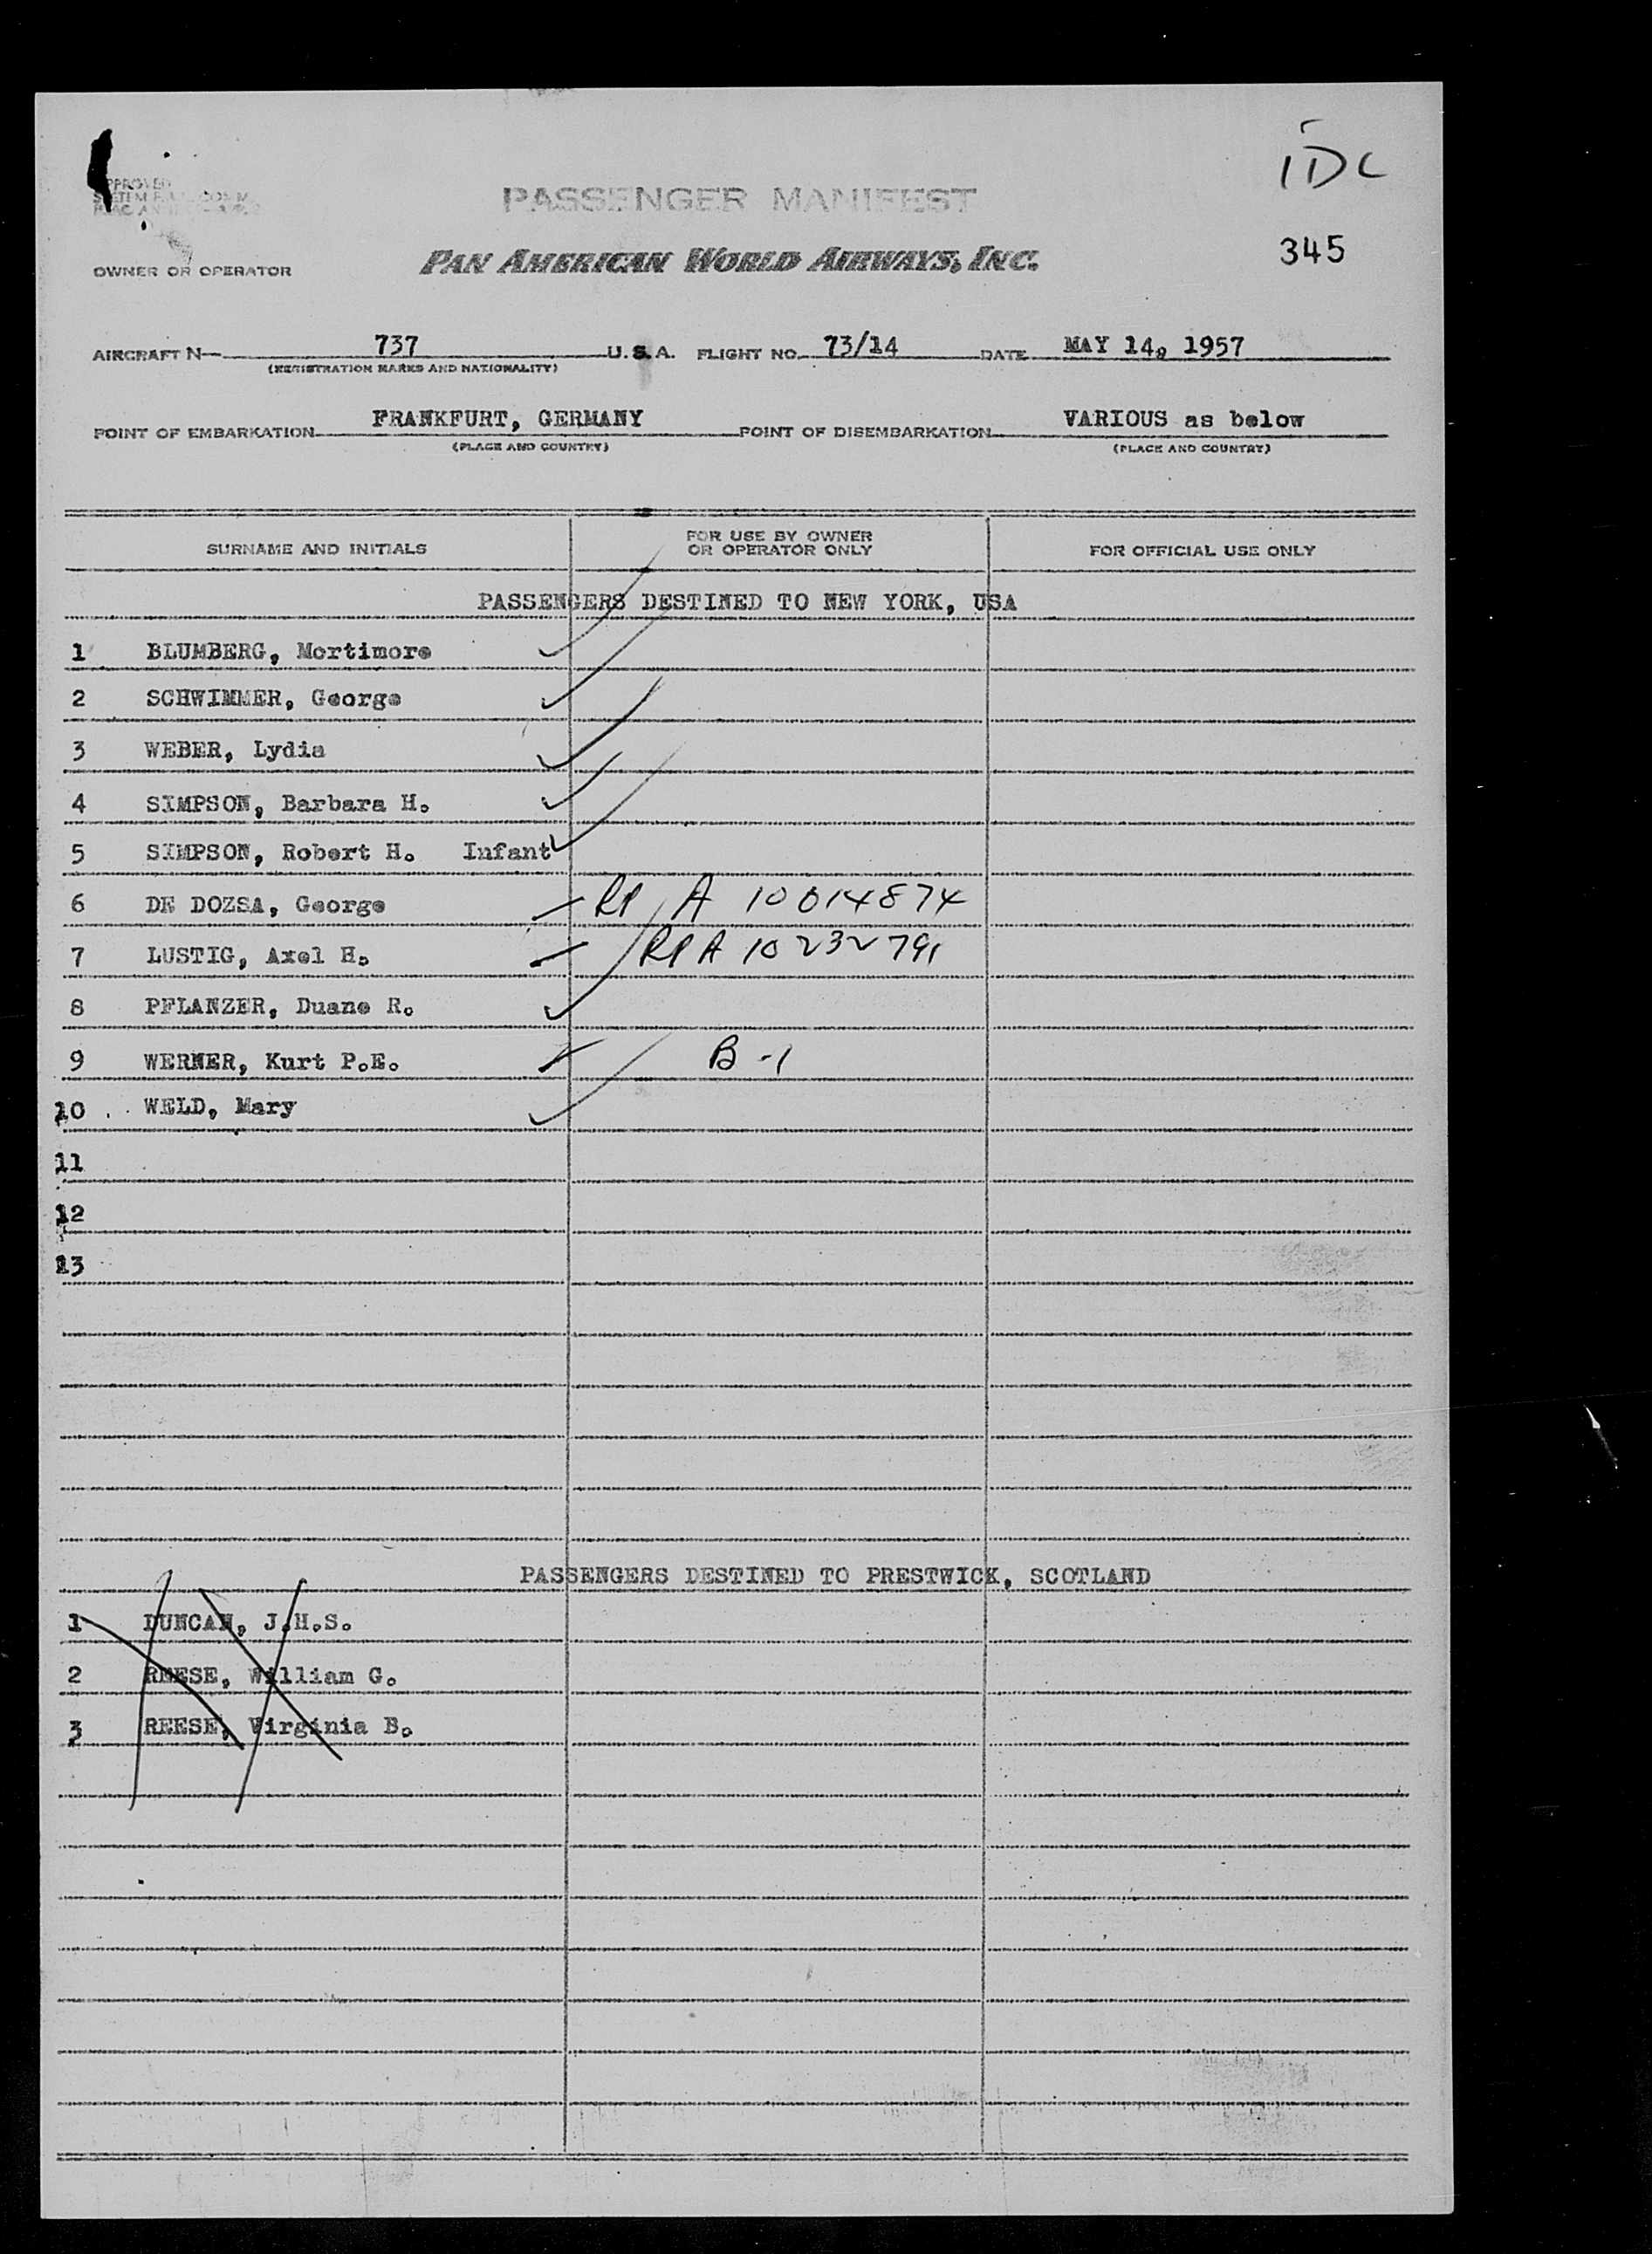 IDC
PASSENGER MANIFEST
345
OWNER OR OPERATOR PAN AMERICAN WORLD AIRWAYS, INC.
AIRCRAFT N- 737 U.S.A. FLIGHT NO. 73/14 DATE MAY 14, 1957
(REGISTRATION MARKS AND NATIONALITY)
POINT OF EMBARKATION FRANKFURT, GERMANY POINT OF DISEMBARKATION VARIOUS as below
(PLACE AND COUNTRY) (PLACE AND COUNTRY)
SURNAME AND INITIALS FOR USE BY OWNER OR OPERATOR ONLY FOR OFFICIAL USE ONLY
PASSENGERS DESTINED TO NEW YORK, USA
1 BLUMBERG, Mortimore
2 SCHWIMMER, George
3 WEBER, Lydia
4 SIMPSON, Barbara H.
5 SIMPSON, Robert H. Infant
6 DE DOZSA, George RP A 10014874
7 LUSTIG, Axel H. RP A 10232791
8 PFLANZER, Duane R.
9 WERNER, Kurt P.E. B-1
10 WELD, Mary
11
12
13
PASSENGERS DESTINED TO PRESTWICK, SCOTLAND
1 DUNCAN, J.H.S.
2 REESE, William G.
3 REESE, Virginia B.